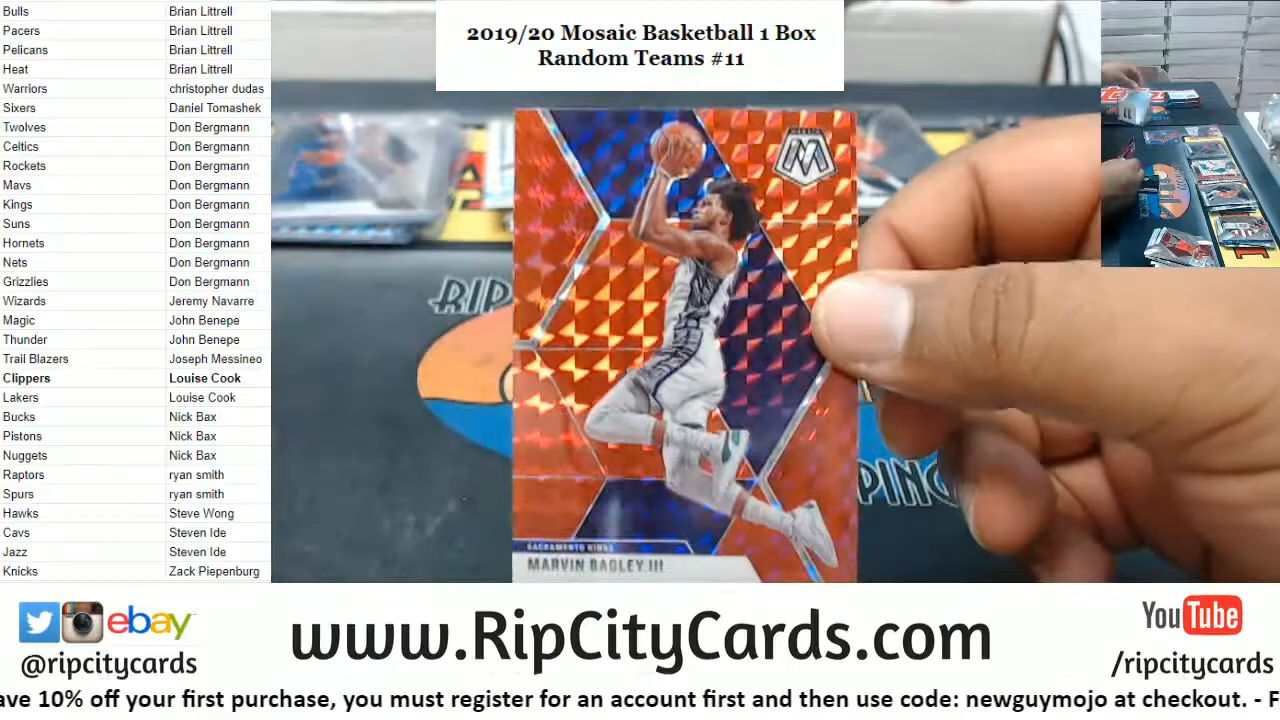 Bulls Brian Littrell
Pacers Brian Littrell
Pelicans Brian Littrell
Heat Brian Littrell
Warriors christopher dudas
Sixers Daniel Tomashek
Twolves Don Bergmann
Celtics Don Bergmann
Rockets Don Bergmann
Mavs Don Bergmann
Kings Don Bergmann
Suns Don Bergmann
Hornets Don Bergmann
Nets Don Bergmann
Grizzlies Don Bergmann
Wizards Jeremy Navarre
Magic John Benepe
Thunder John Benepe
Trail Blazers Joseph Messineo
Clippers Louise Cook
Lakers Louise Cook
Bucks Nick Bax
Pistons Nick Bax
Nuggets Nick Bax
Raptors ryan smith
Spurs ryan smith
Hawks Steve Wong
Cavs Steven Ide
Jazz Steven Ide
Knicks Zack Piepenburg
2019/20 Mosaic Basketball 1 Box
Random Teams #11
MOSAIC
M
RIP
PING
SACRAMENTO KINGS
MARVIN BAGLEY III
ebay
@ripcitycards
www.RipCityCards.com
YouTube
/ripcitycards
ave 10% off your first purchase, you must register for an account first and then use code: newguymojo at checkout. - F